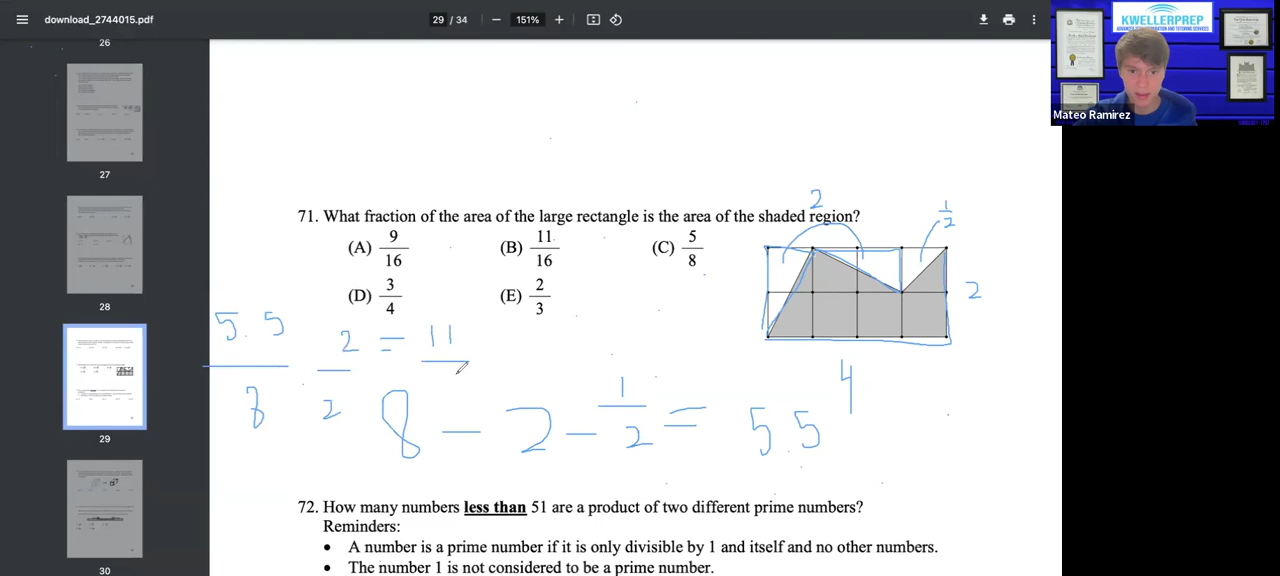 download_2744015.pdf
29 / 34
151%
26
27
28
29
30
KWELLERPREP
Mateo Ramirez
71. What fraction of the area of the large rectangle is the area of the shaded region?
(A) 9/16
(B) 11/16
(C) 5/8
(D) 3/4
(E) 2/3
2
1/2
2
4
5.5/8 2/2 = 11
8 - 2 - 1/2 = 5.5
72. How many numbers less than 51 are a product of two different prime numbers?
Reminders:
• A number is a prime number if it is only divisible by 1 and itself and no other numbers.
• The number 1 is not considered to be a prime number.